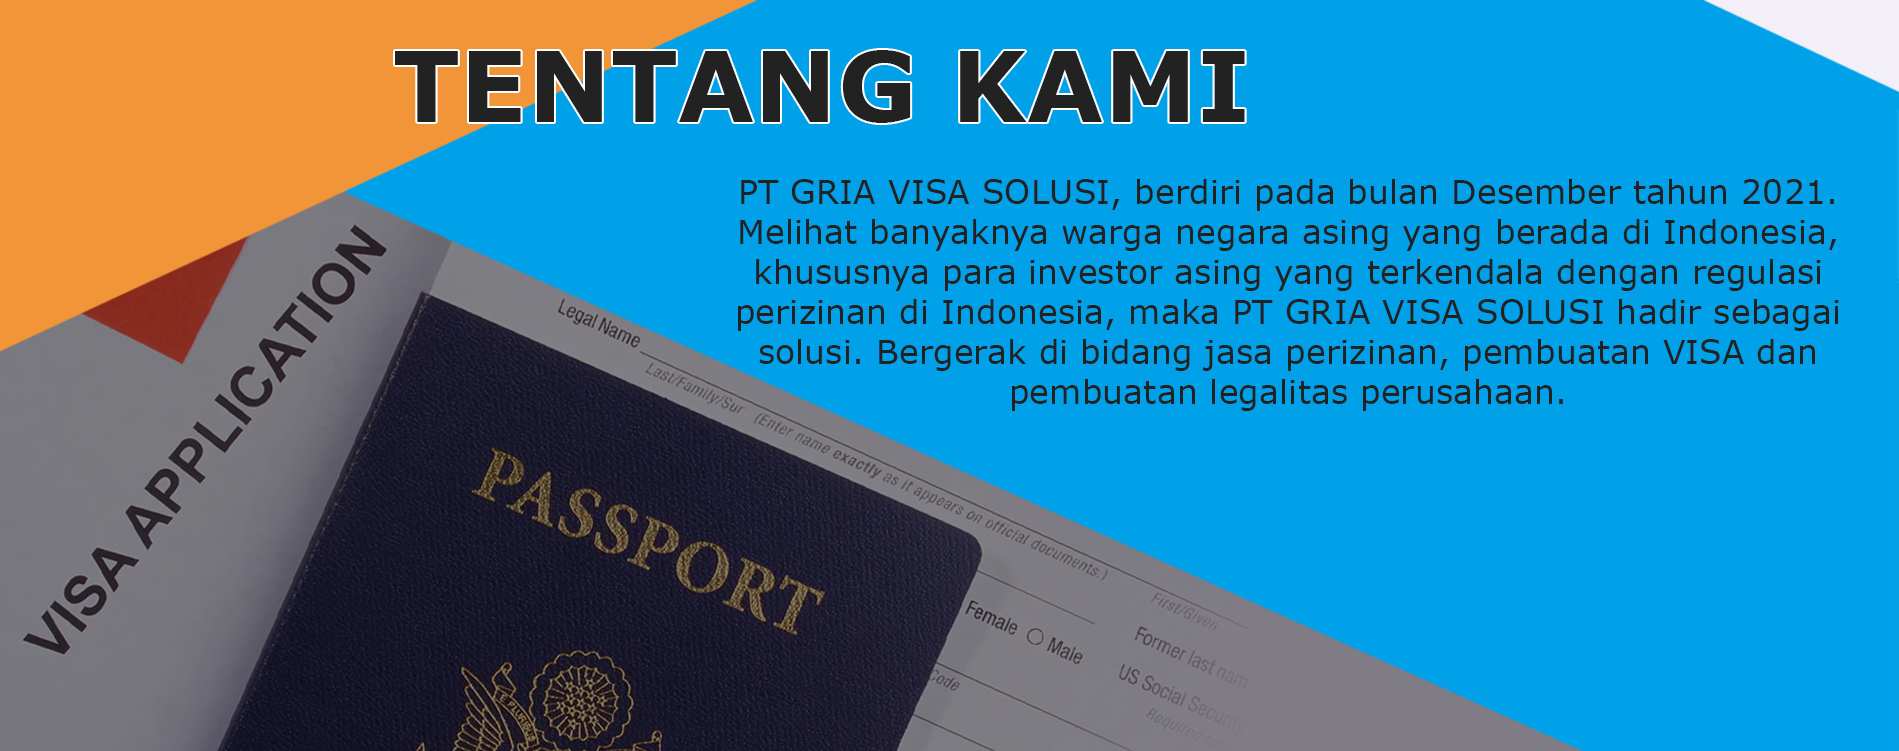 TENTANG KAMI
PT GRIA VISA SOLUSI, berdiri pada bulan Desember tahun 2021.
Melihat banyaknya warga negara asing yang berada di Indonesia,
khususnya para investor asing yang terkendala dengan regulasi
perizinan di Indonesia, maka PT GRIA VISA SOLUSI hadir sebagai
solusi. Bergerak di bidang jasa perizinan, pembuatan VISA dan
pembuatan legalitas perusahaan.
VISA APPLICATION
PASSPORT
Legal Name
Last/Family/Sur (Enter name exactly as it appears on official documents.)
First/Given
Female Male
Former last nam
Code
US Social Security
Required